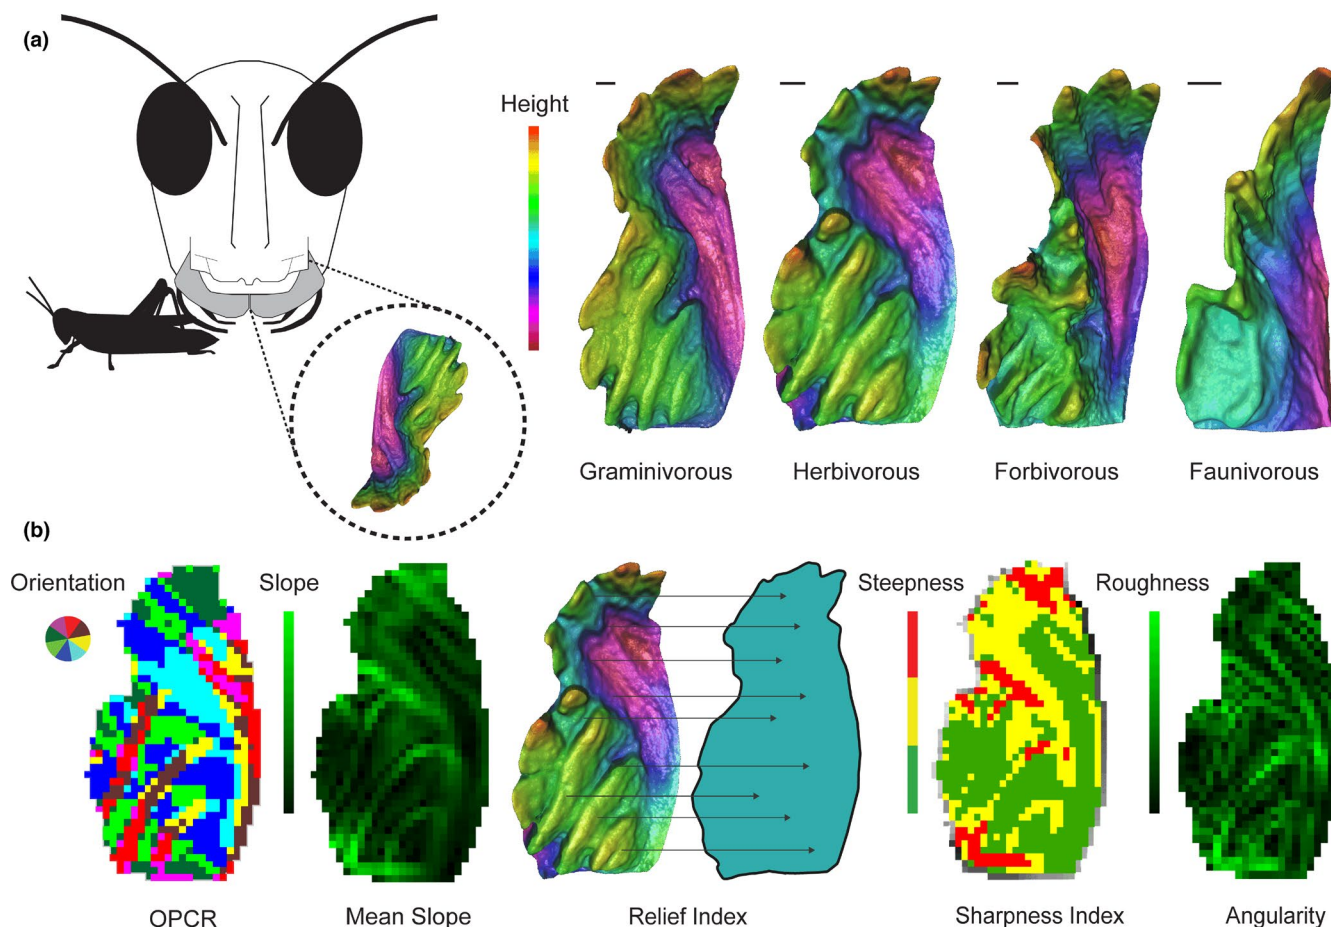 (a)
Height
Graminivorous
Herbivorous
Forbivorous
Faunivorous
(b)
Orientation
Slope
Steepness
Roughness
OPCR
Mean Slope
Relief Index
Sharpness Index
Angularity